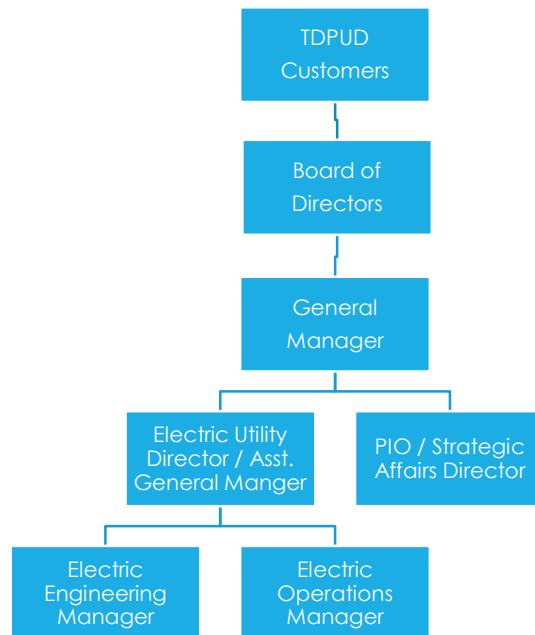 TDPUD
Customers
Board of
Directors
General
Manager
Electric Utility
Director / Asst.
General Manger
PIO / Strategic
Affairs Director
Electric
Engineering
Manager
Electric
Operations
Manager